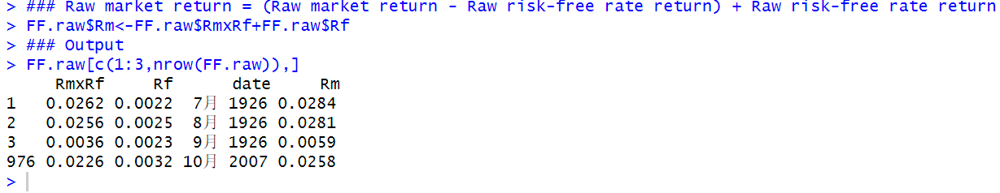 > ### Raw market return = (Raw market return - Raw risk-free rate return) + Raw risk-free rate return
> FF.raw$Rm<-FF.raw$RmxRf+FF.raw$Rf
> ### Output
> FF.raw[c(1:3,nrow(FF.raw)),]
     RmxRf     Rf      date     Rm
1   0.0262 0.0022  7月 1926 0.0284
2   0.0256 0.0025  8月 1926 0.0281
3   0.0036 0.0023  9月 1926 0.0059
976 0.0226 0.0032 10月 2007 0.0258
>